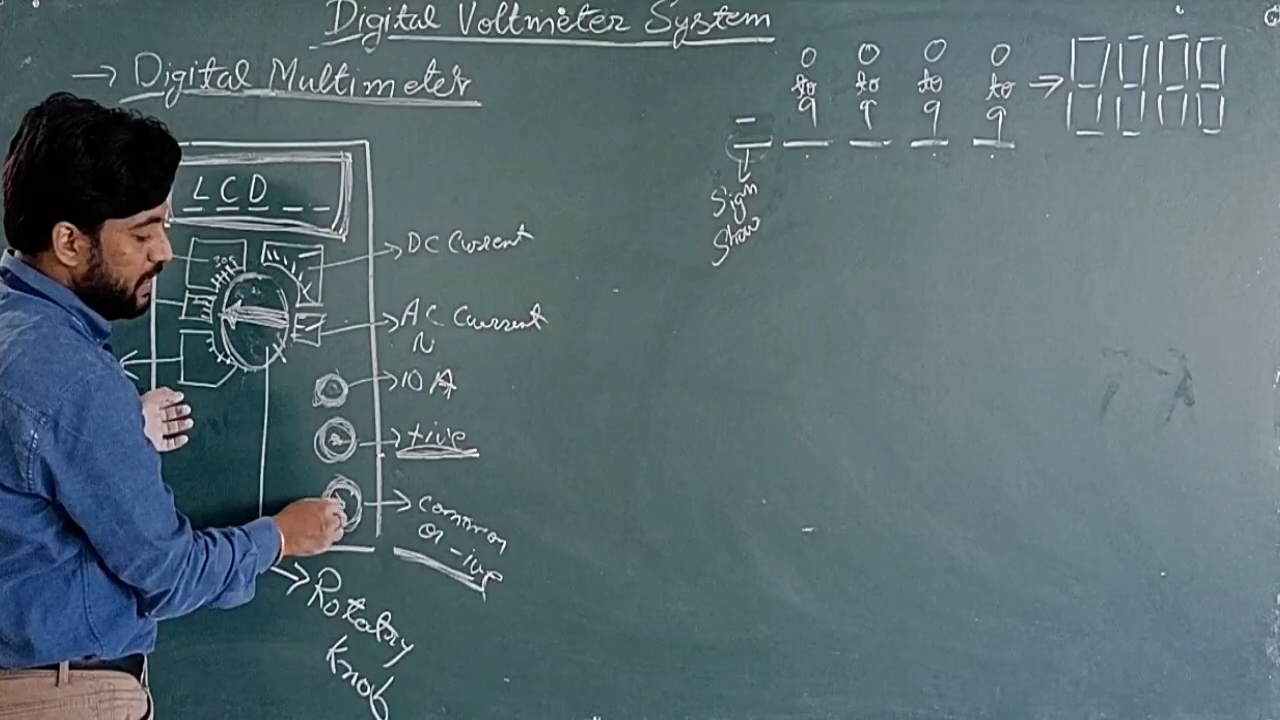 Digital Voltmeter System
→ Digital Multimeter
LCD _ _
DC Current
AC Current
~
10 A
+ive
Common
or -ive
Rotatry
Knob
0 0 0 0
to to to to →
9 9 9 9
-
Sign
Show